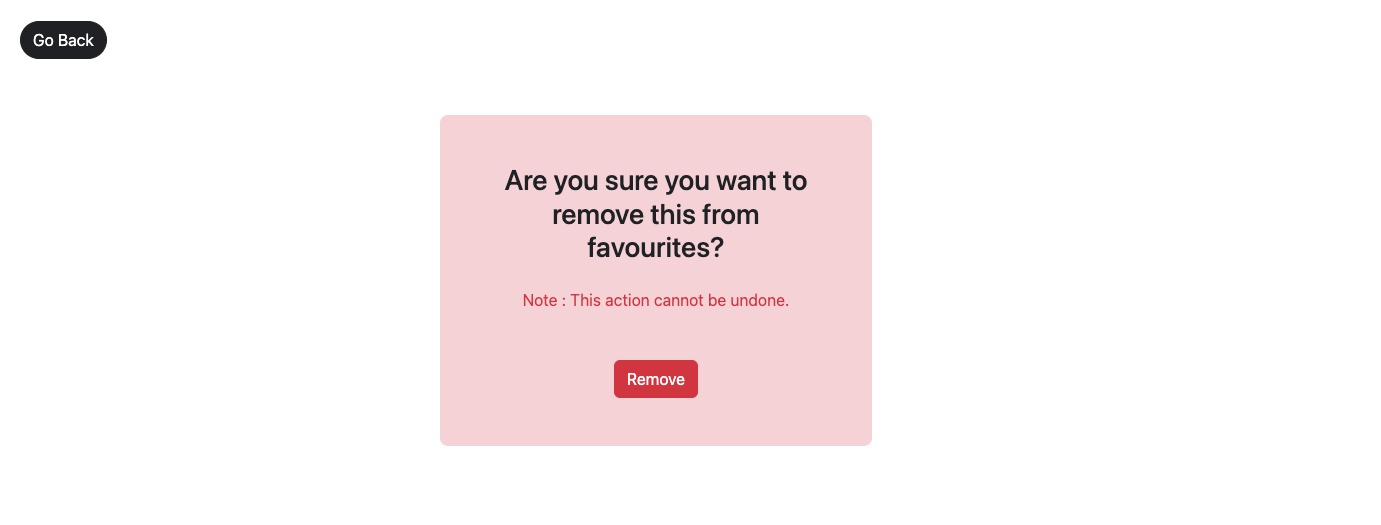 Go Back
Are you sure you want to
remove this from
favourites?
Note : This action cannot be undone.
Remove